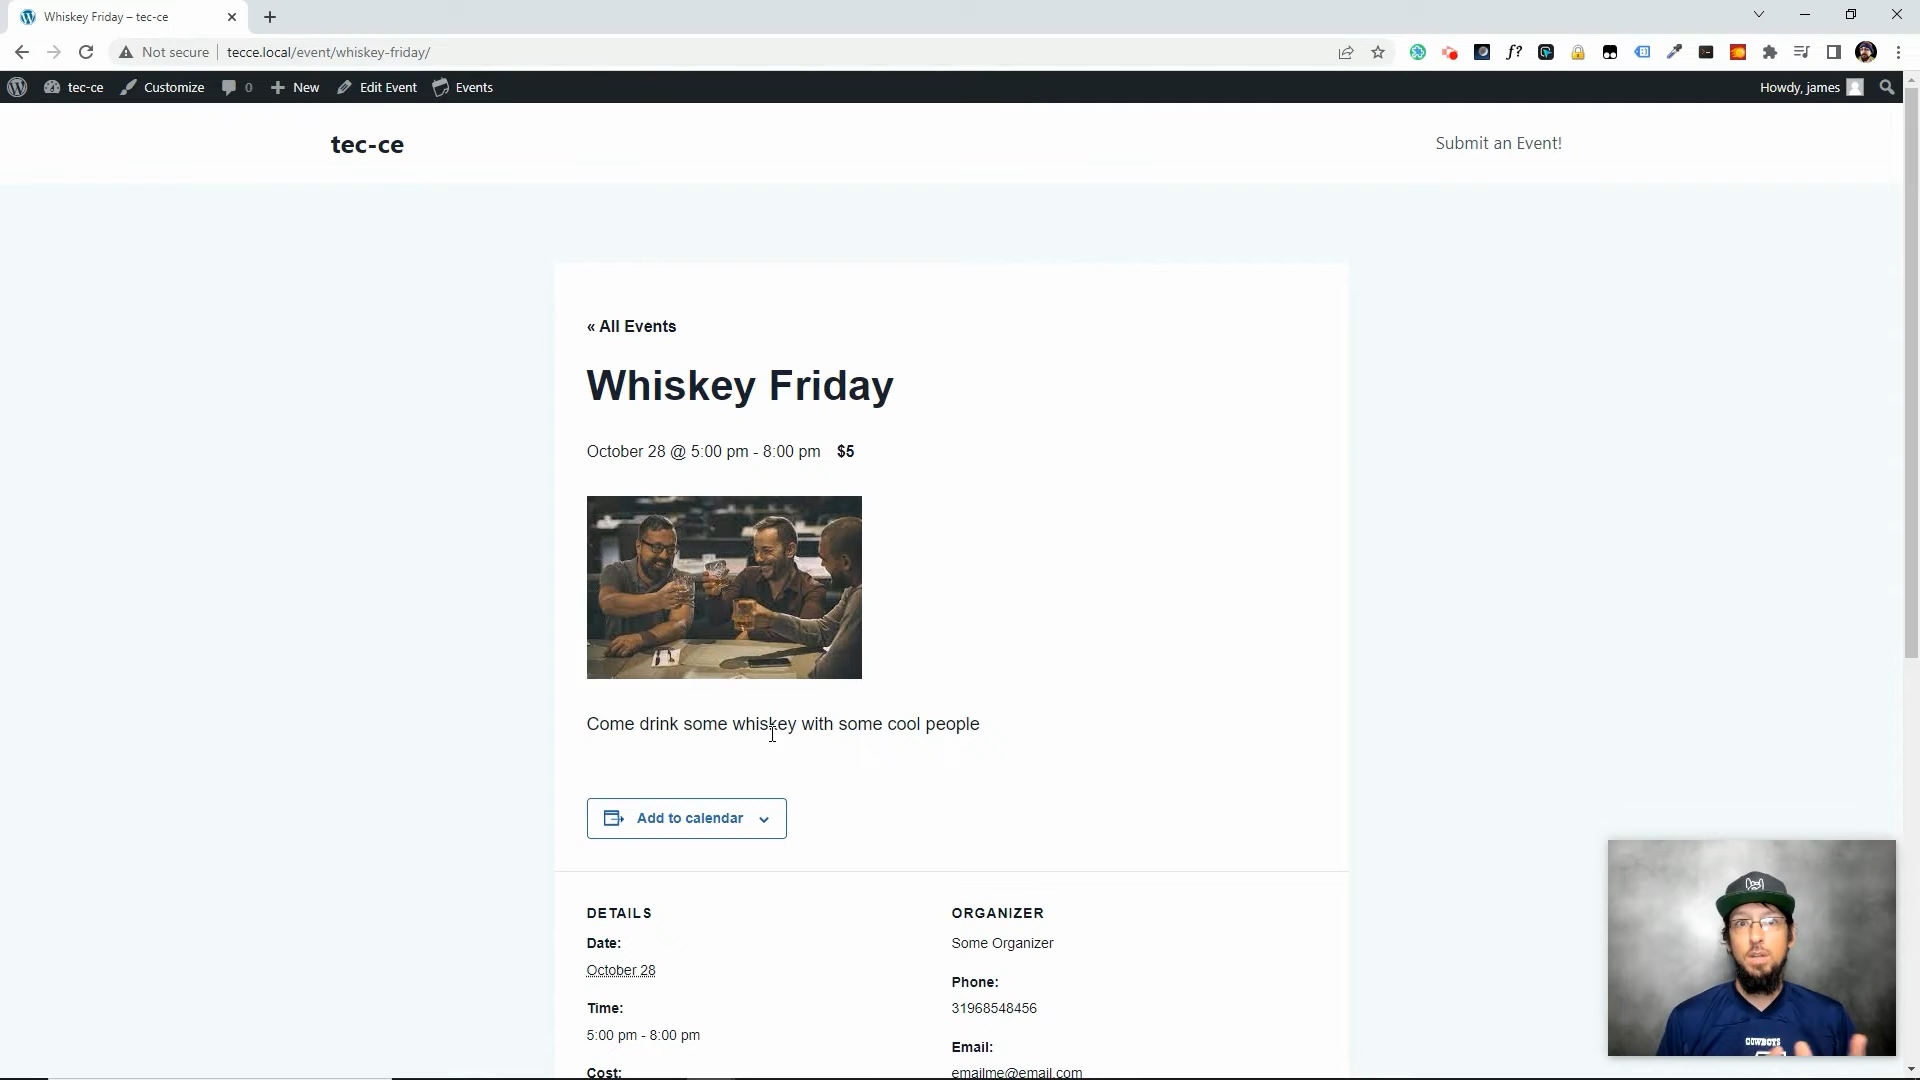 Whiskey Friday – tec-ce
Not secure
tecce.local/event/whiskey-friday/
f?
tec-ce
Customize
0
New
Edit Event
Events
Howdy, james
tec-ce
Submit an Event!
« All Events
Whiskey Friday
October 28 @ 5:00 pm - 8:00 pm $5
Come drink some whiskey with some cool people
Add to calendar
DETAILS
Date:
October 28
Time:
5:00 pm - 8:00 pm
Cost:
ORGANIZER
Some Organizer
Phone:
31968548456
Email:
emailme@email.com
COWBOYS